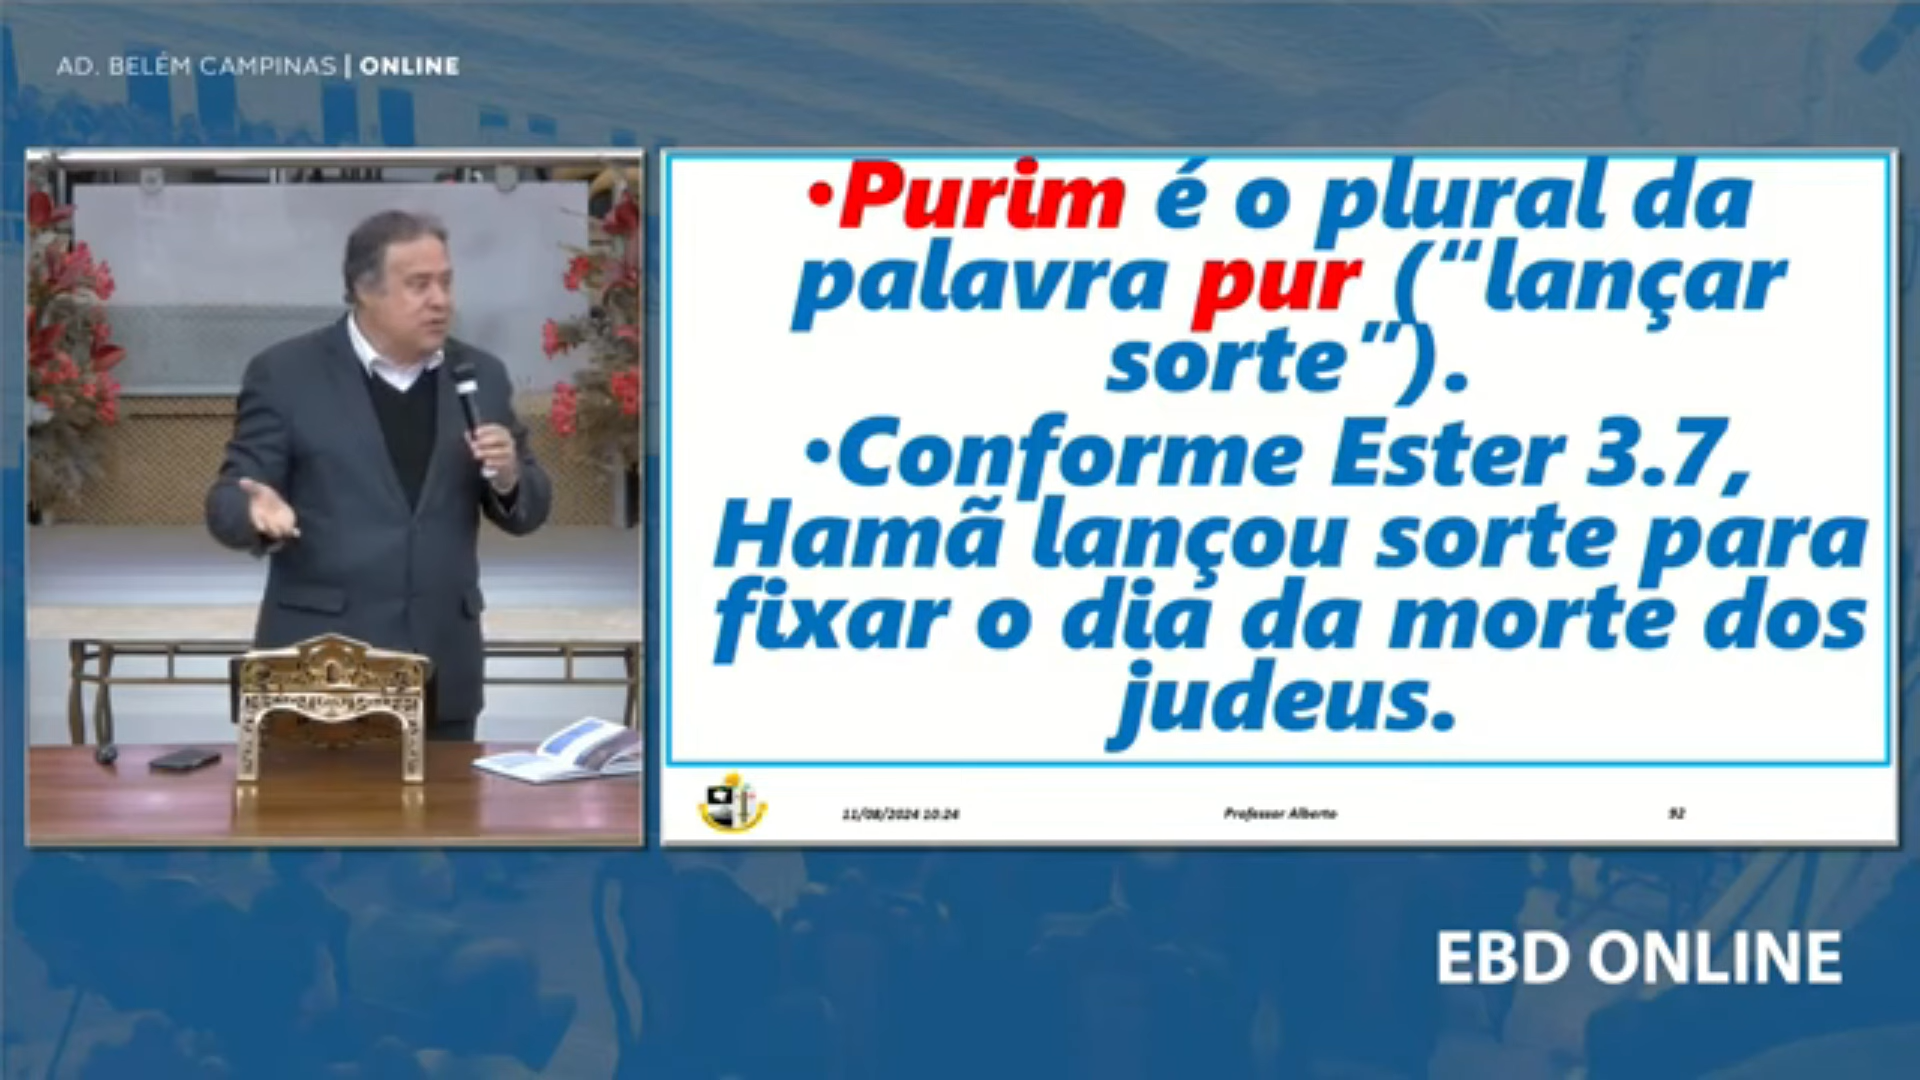 AD. BELÉM CAMPINAS | ONLINE
•Purim é o plural da
palavra pur (“lançar
sorte”).
•Conforme Ester 3.7,
Hamã lançou sorte para
fixar o dia da morte dos
judeus.
11/08/2024 10:24
Professor Alberto
92
EBD ONLINE